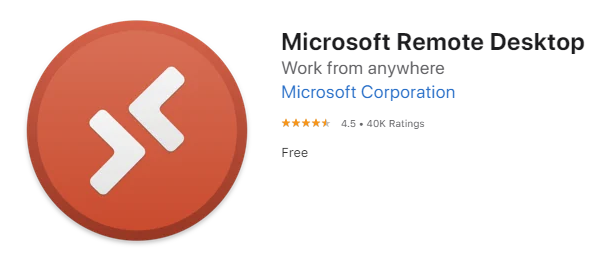 Microsoft Remote Desktop
Work from anywhere
Microsoft Corporation
4.5 • 40K Ratings
Free